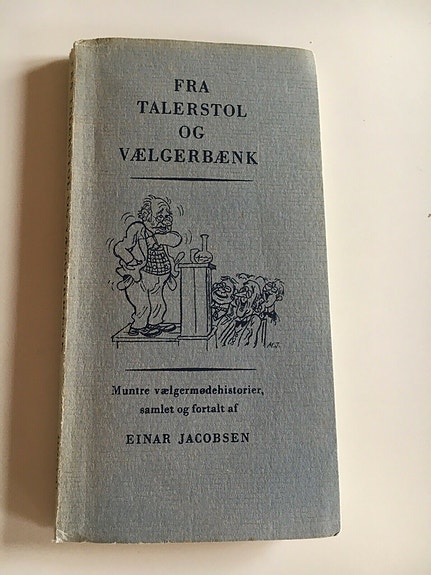 FRA
TALERSTOL
OG
VÆLGERBÆNK
H.J.
Muntre vælgermødehistorier,
samlet og fortalt af
EINAR JACOBSEN